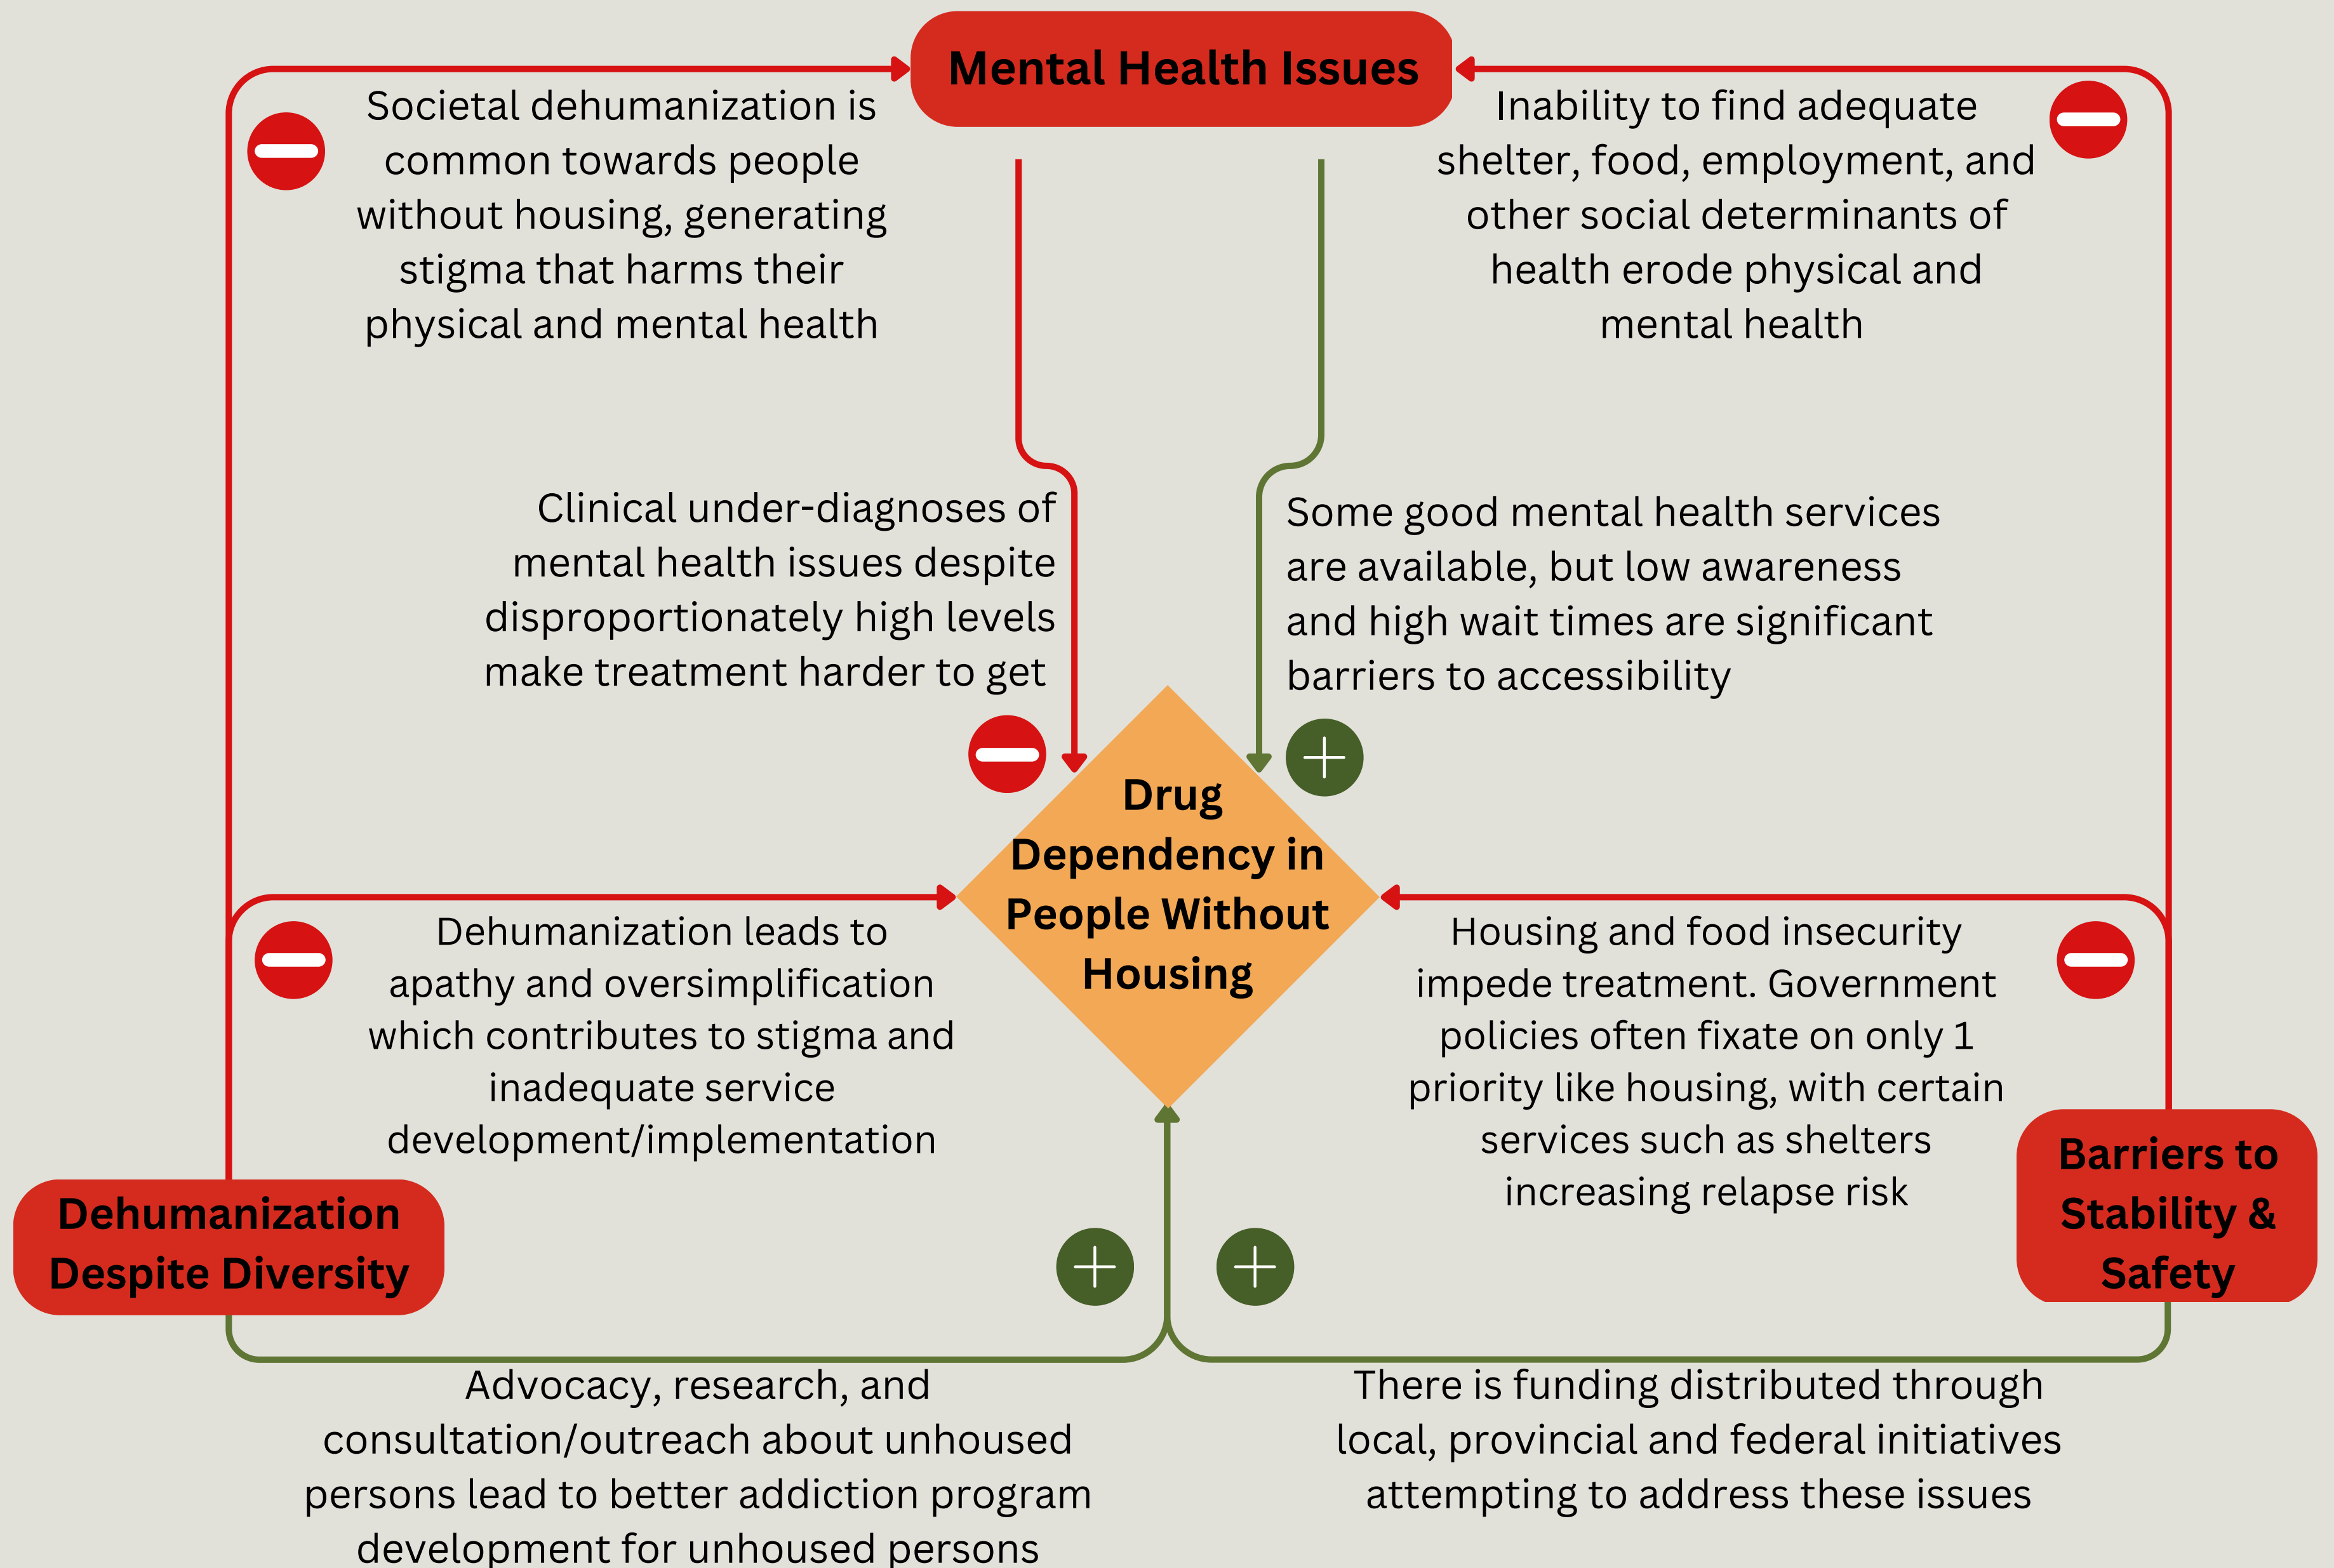 Mental Health Issues
Societal dehumanization is
common towards people
without housing, generating
stigma that harms their
physical and mental health
Inability to find adequate
shelter, food, employment, and
other social determinants of
health erode physical and
mental health
Clinical under-diagnoses of
mental health issues despite
disproportionately high levels
make treatment harder to get
Some good mental health services
are available, but low awareness
and high wait times are significant
barriers to accessibility
Drug
Dependency in
People Without
Housing
Dehumanization leads to
apathy and oversimplification
which contributes to stigma and
inadequate service
development/implementation
Housing and food insecurity
impede treatment. Government
policies often fixate on only 1
priority like housing, with certain
services such as shelters
increasing relapse risk
Dehumanization
Despite Diversity
Barriers to
Stability &
Safety
Advocacy, research, and
consultation/outreach about unhoused
persons lead to better addiction program
development for unhoused persons
There is funding distributed through
local, provincial and federal initiatives
attempting to address these issues